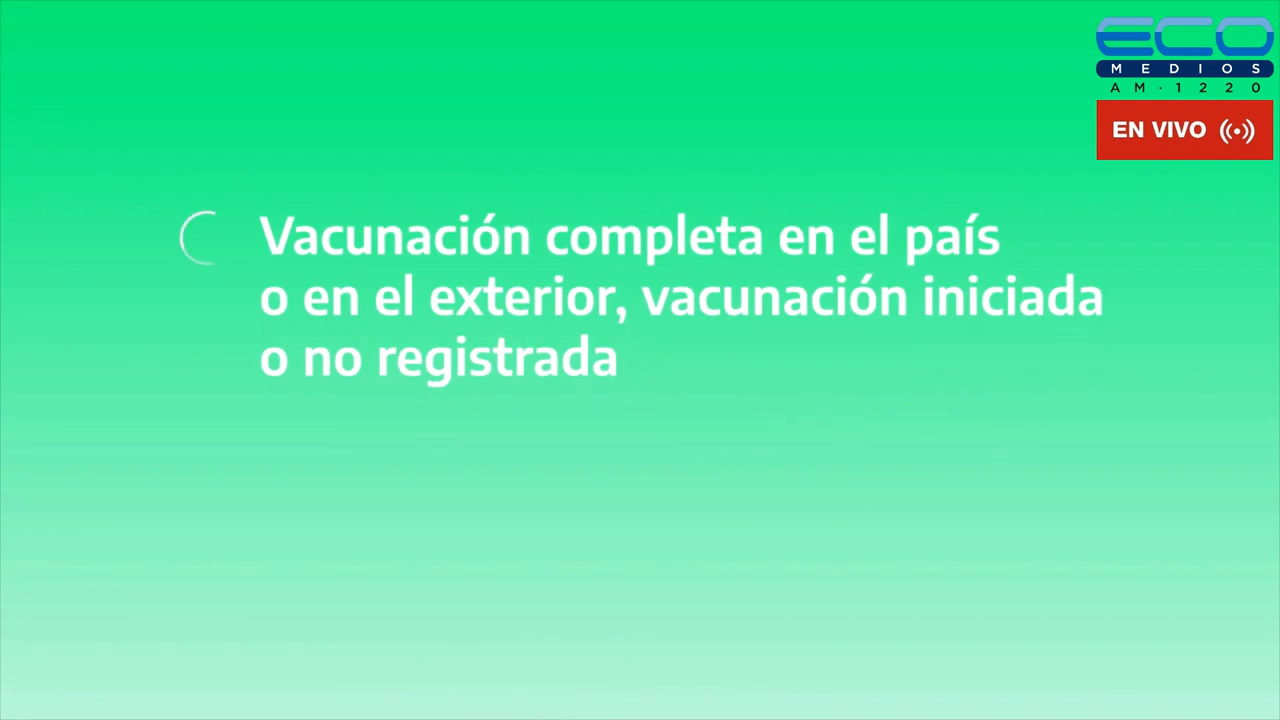 ECO
MEDIOS
AM·1220
EN VIVO
Vacunación completa en el país
o en el exterior, vacunación iniciada
o no registrada